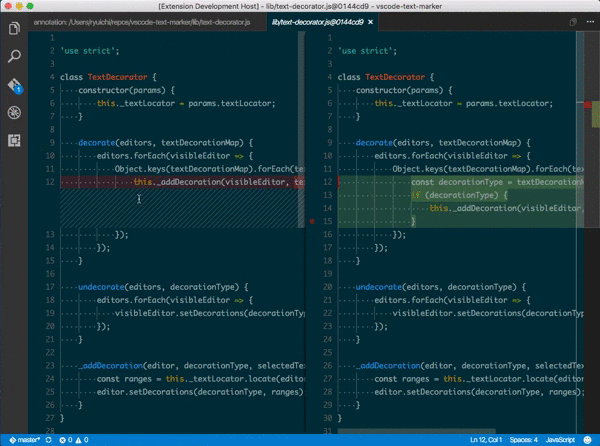 [Extension Development Host] - lib/text-decorator.js@0144cd9 - vscode-text-marker
annotation: /Users/ryuichi/repos/vscode-text-marker/lib/text-decorator.js
lib/text-decorator.js@0144cd9
1
2 'use strict';
3
4 class TextDecorator {
5 constructor(params) {
6 this._textLocator = params.textLocator;
7 }
8
9 decorate(editors, textDecorationMap) {
10 editors.forEach(visibleEditor => {
11 Object.keys(textDecorationMap).forEach(te
12 this._addDecoration(visibleEditor, te
13 });
14 });
15 }
16
17 undecorate(editors, decorationType) {
18 editors.forEach(visibleEditor => {
19 visibleEditor.setDecorations(decorationTyp
20 });
21 }
22
23 _addDecoration(editor, decorationType, selectedTex
24 const ranges = this._textLocator.locate(editor
25 editor.setDecorations(decorationType, ranges);
26 }
27 }
28
1
2 'use strict';
3
4 class TextDecorator {
5 constructor(params) {
6 this._textLocator = params.textLocator;
7 }
8
9 decorate(editors, textDecorationMap) {
10 editors.forEach(visibleEditor => {
11 Object.keys(textDecorationMap).forEach(te
12 const decorationType = textDecorationM
13 if (decorationType) {
14 this._addDecoration(visibleEditor,
15 }
16 });
17 });
18 }
19
20 undecorate(editors, decorationType) {
21 editors.forEach(visibleEditor => {
22 visibleEditor.setDecorations(decorationTyp
23 });
24 }
25
26 _addDecoration(editor, decorationType, selectedTex
27 const ranges = this._textLocator.locate(editor
28 editor.setDecorations(decorationType, ranges);
29 }
30 }
31
master* 0 0 Ln 12, Col 1 Spaces: 4 JavaScript